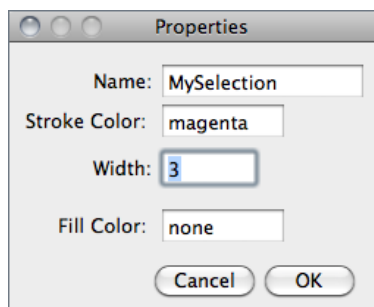 Properties
Name: MySelection
Stroke Color: magenta
Width: 3
Fill Color: none
Cancel OK